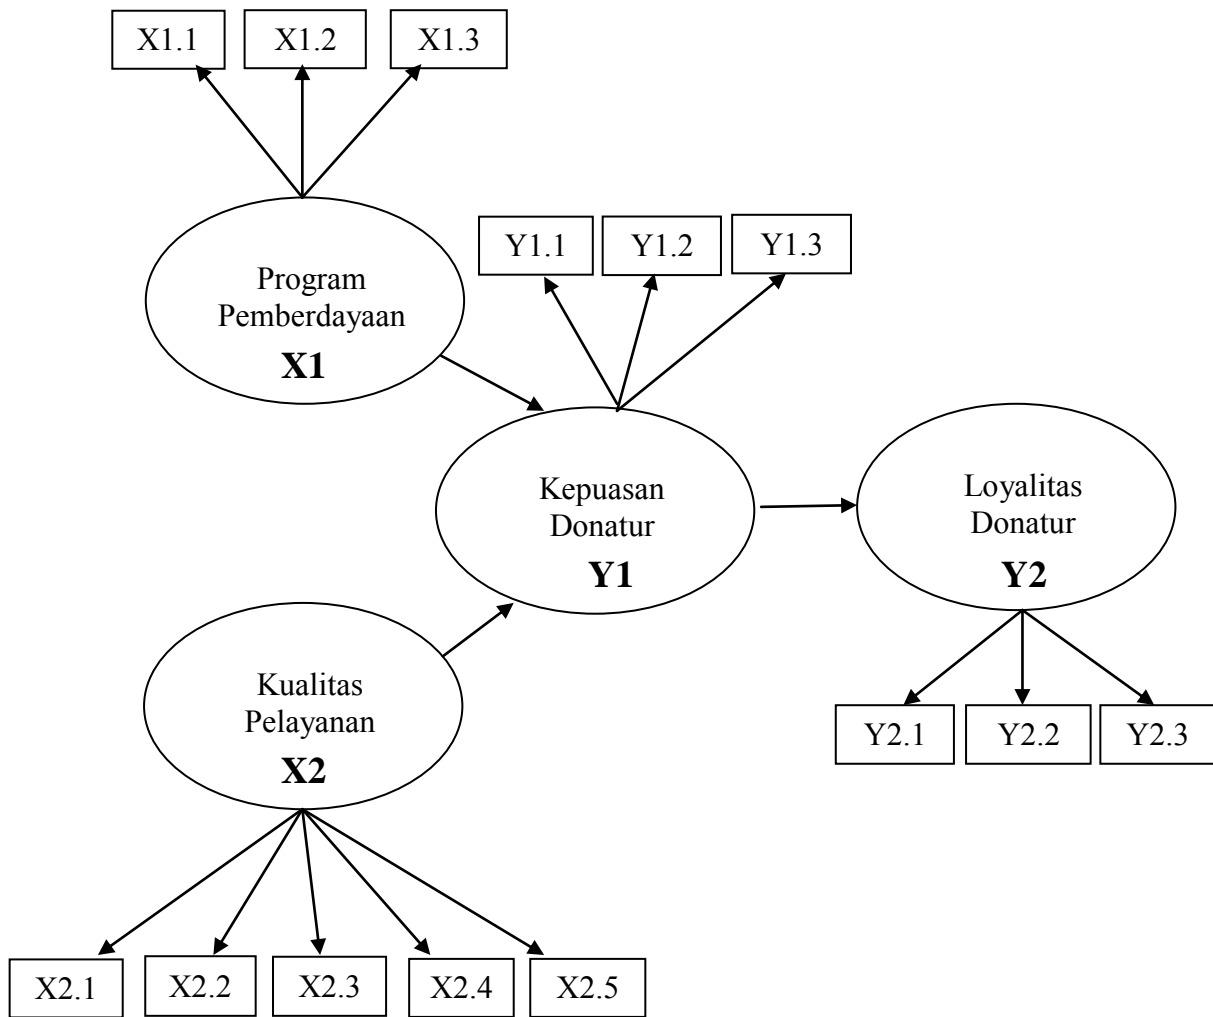 X1.1 X1.2 X1.3
Program
Pemberdayaan
X1
Y1.1 Y1.2 Y1.3
Kepuasan
Donatur
Y1
Loyalitas
Donatur
Y2
Kualitas
Pelayanan
X2
Y2.1 Y2.2 Y2.3
X2.1 X2.2 X2.3 X2.4 X2.5